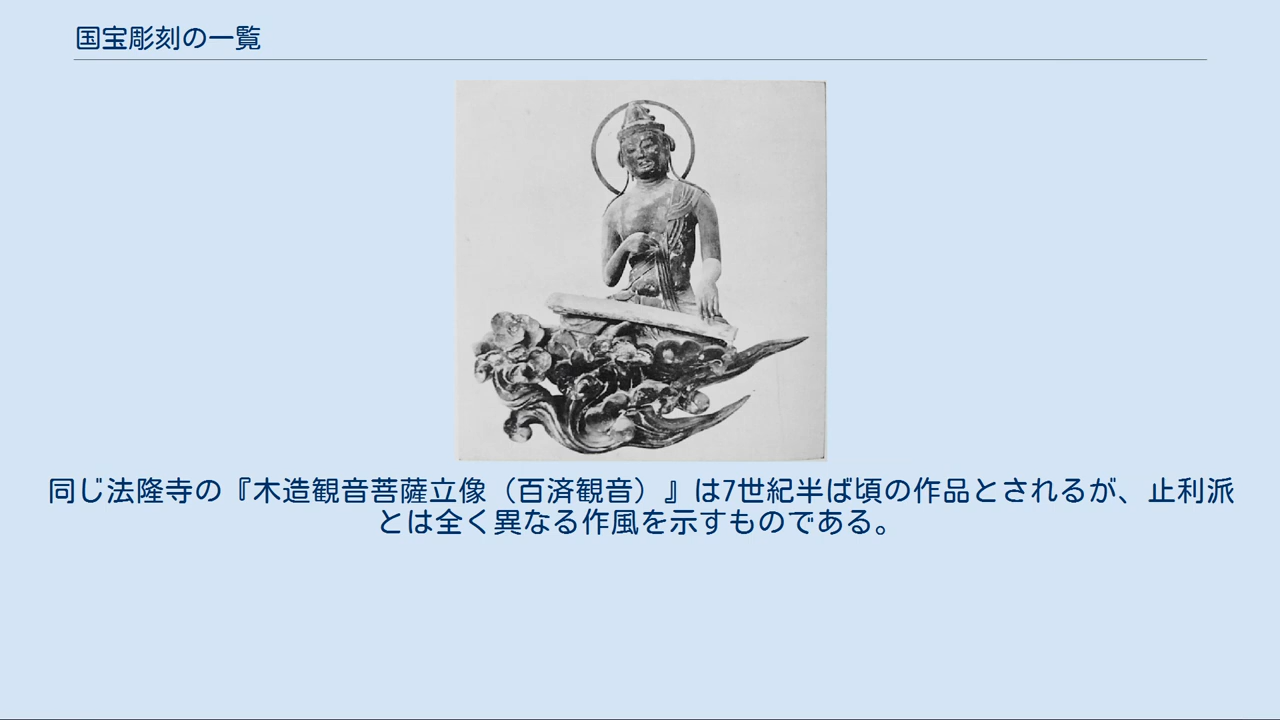 国宝彫刻の一覧
同じ法隆寺の『木造観音菩薩立像（百済観音）』は7世紀半ば頃の作品とされるが、止利派
とは全く異なる作風を示すものである。